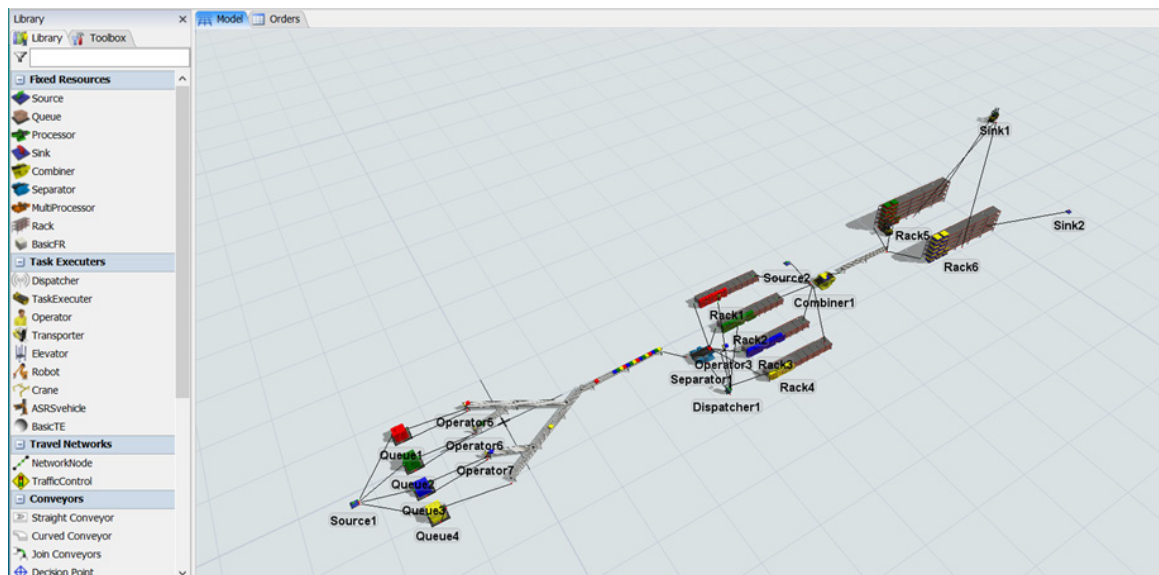 Library
Library
Toolbox
Model
Orders
Fixed Resources
Source
Queue
Processor
Sink
Combiner
Separator
MultiProcessor
Rack
BasicFR
Task Executers
Dispatcher
TaskExecuter
Operator
Transporter
Elevator
Robot
Crane
ASRSvehicle
BasicTE
Travel Networks
NetworkNode
TrafficControl
Conveyors
Straight Conveyor
Curved Conveyor
Join Conveyors
Decision Point
Sink1
Sink2
Rack5
Rack6
Source2
Combiner1
Rack1
Rack2
Operator3
Rack3
Separator1
Rack4
Dispatcher1
Operator5
Operator6
Queue1
Operator7
Queue2
Queue3
Source1
Queue4